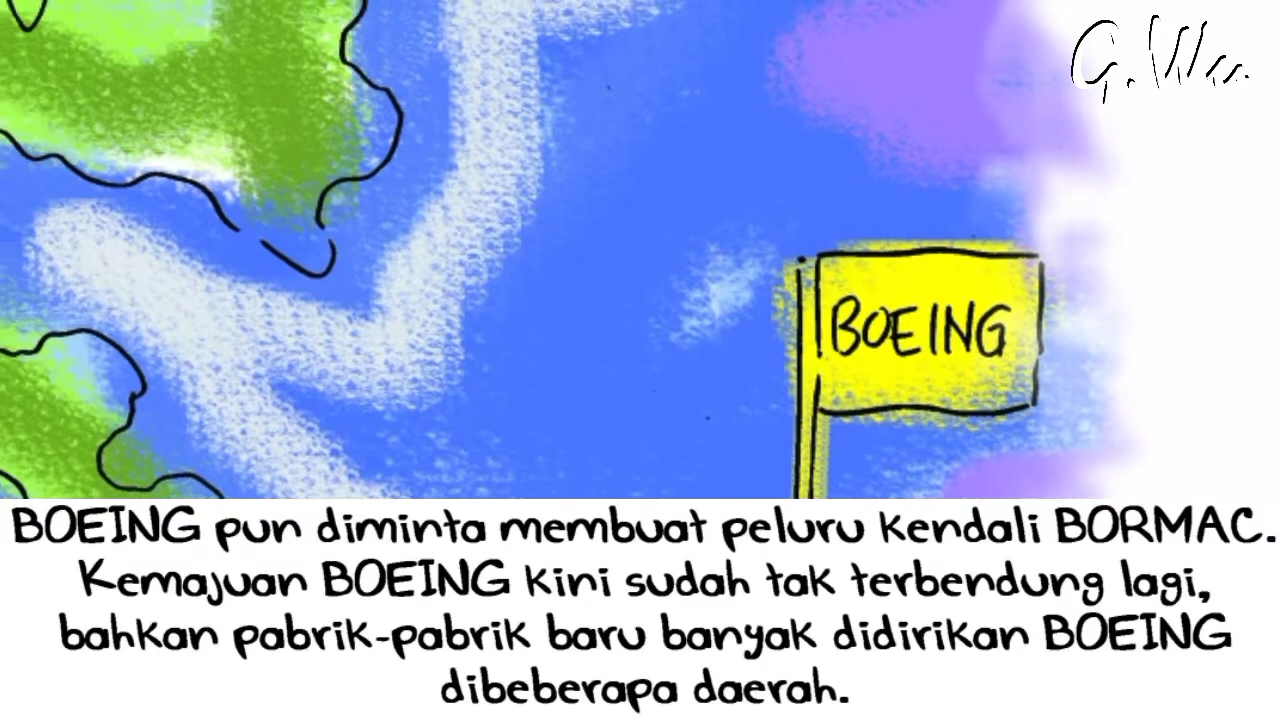 BOEING
BOEING pun diminta membuat peluru kendali BORMAC.
Kemajuan BOEING kini sudah tak terbendung lagi,
bahkan pabrik-pabrik baru banyak didirikan BOEING
dibeberapa daerah.